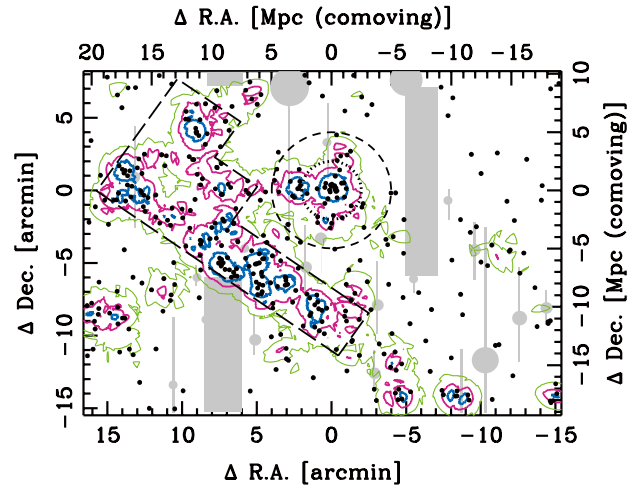 Δ R.A. [Mpc (comoving)]
20 15 10 5 0 −5 −10 −15
5 0 −5 −10 −15
Δ Dec. [arcmin]
10 5 0 −5 −10 −15
Δ Dec. [Mpc (comoving)]
15 10 5 0 −5 −10 −15
Δ R.A. [arcmin]